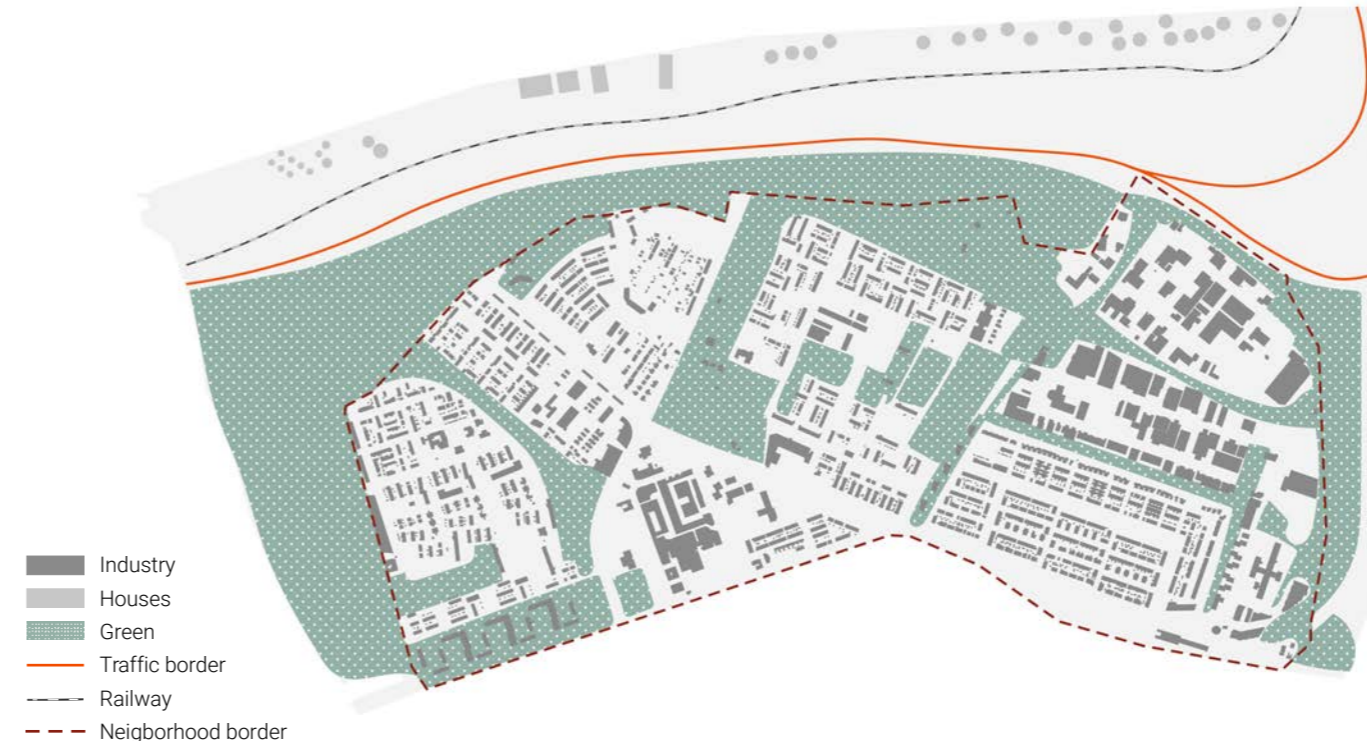 Industry
Houses
Green
Traffic border
Railway
Neigborhood border